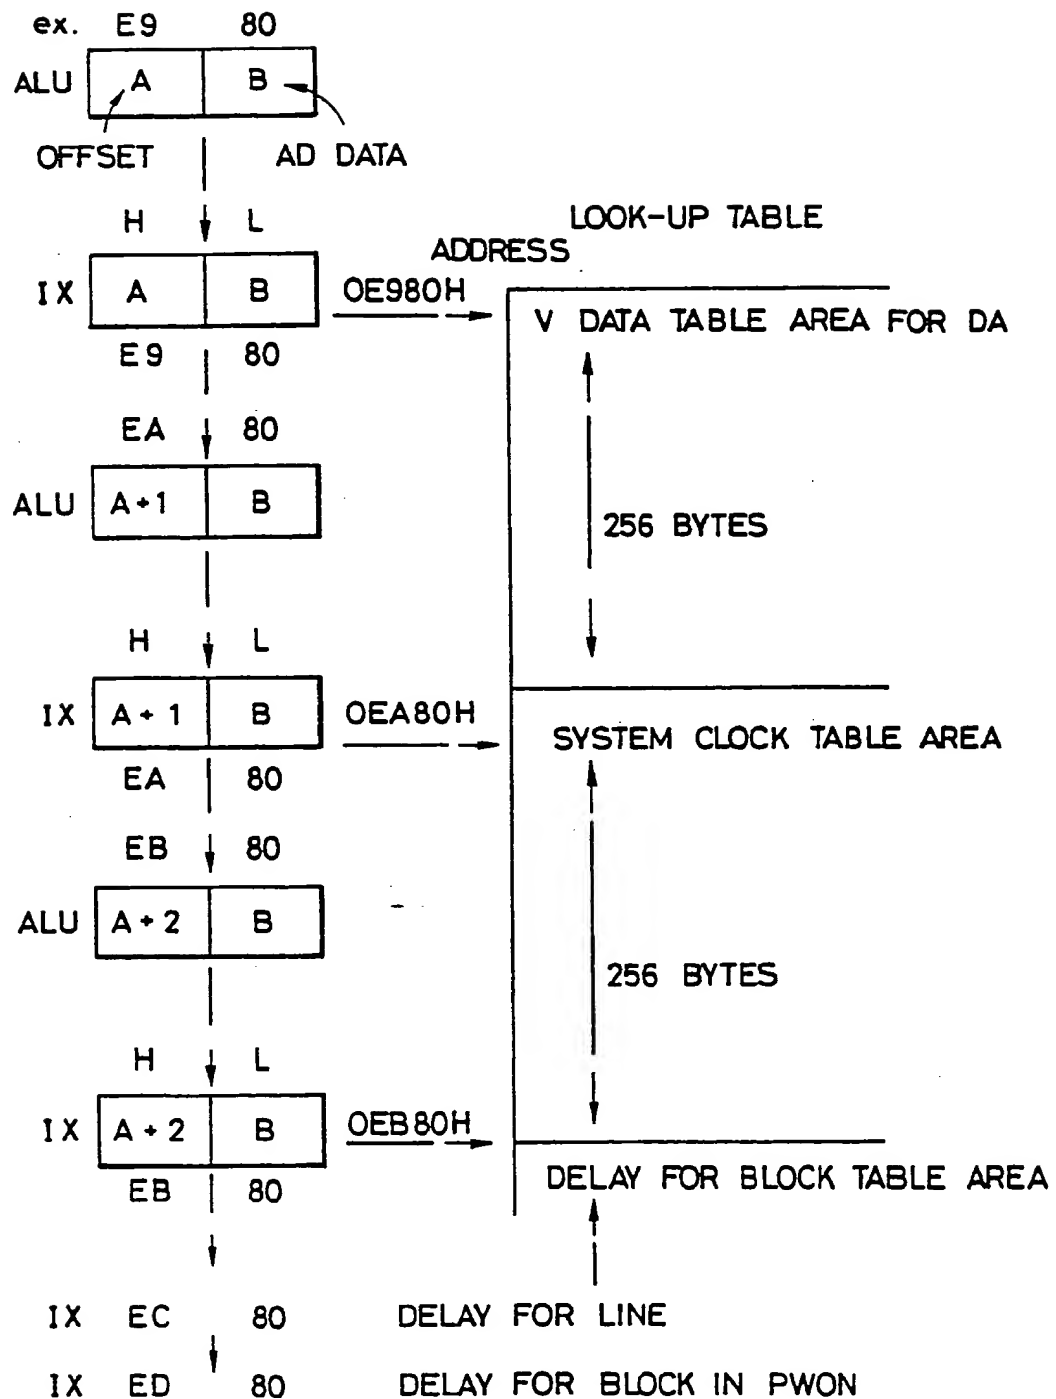 ex. E9 80
ALU A B
OFFSET AD DATA
H L
LOOK-UP TABLE
ADDRESS
IX A B OE980H
V DATA TABLE AREA FOR DA
E9 80
EA 80
ALU A+1 B
256 BYTES
H L
IX A+1 B OEA80H
SYSTEM CLOCK TABLE AREA
EA 80
EB 80
ALU A+2 B
256 BYTES
H L
IX A+2 B OEB80H
DELAY FOR BLOCK TABLE AREA
EB 80
IX EC 80 DELAY FOR LINE
IX ED 80 DELAY FOR BLOCK IN PWON